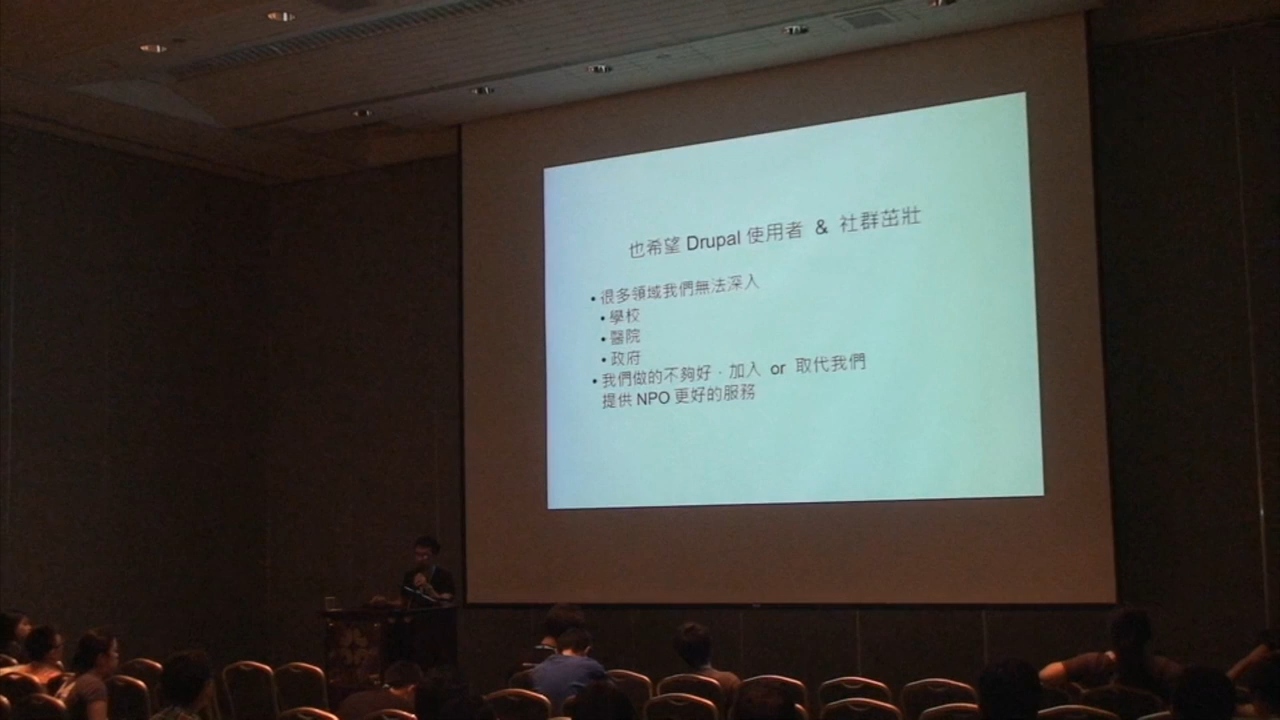 也希望 Drupal 使用者 & 社群茁壯
• 很多領域我們無法深入
• 學校
• 醫院
• 政府
• 我們做的不夠好，加入 or 取代我們
提供 NPO 更好的服務